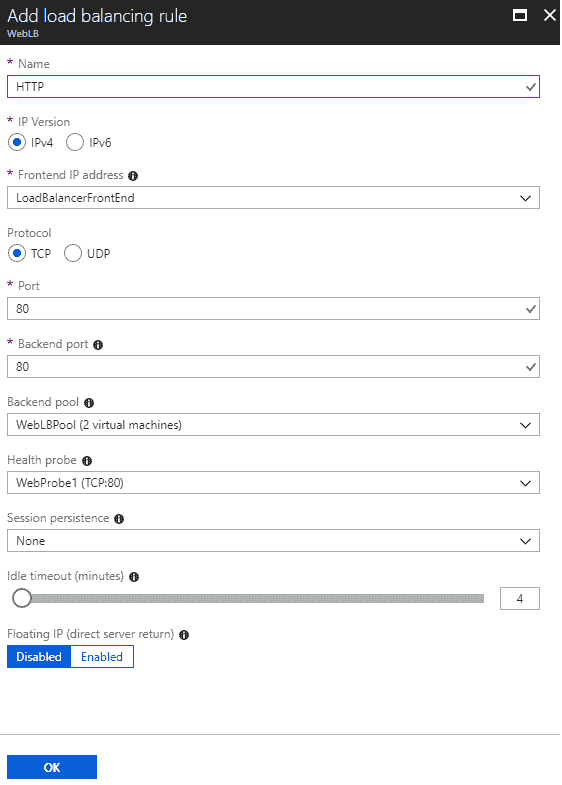 Add load balancing rule
WebLB
* Name
HTTP
* IP Version
IPv4 IPv6
* Frontend IP address
LoadBalancerFrontEnd
Protocol
TCP UDP
* Port
80
* Backend port
80
Backend pool
WebLBPool (2 virtual machines)
Health probe
WebProbe1 (TCP:80)
Session persistence
None
Idle timeout (minutes)
4
Floating IP (direct server return)
Disabled Enabled
OK